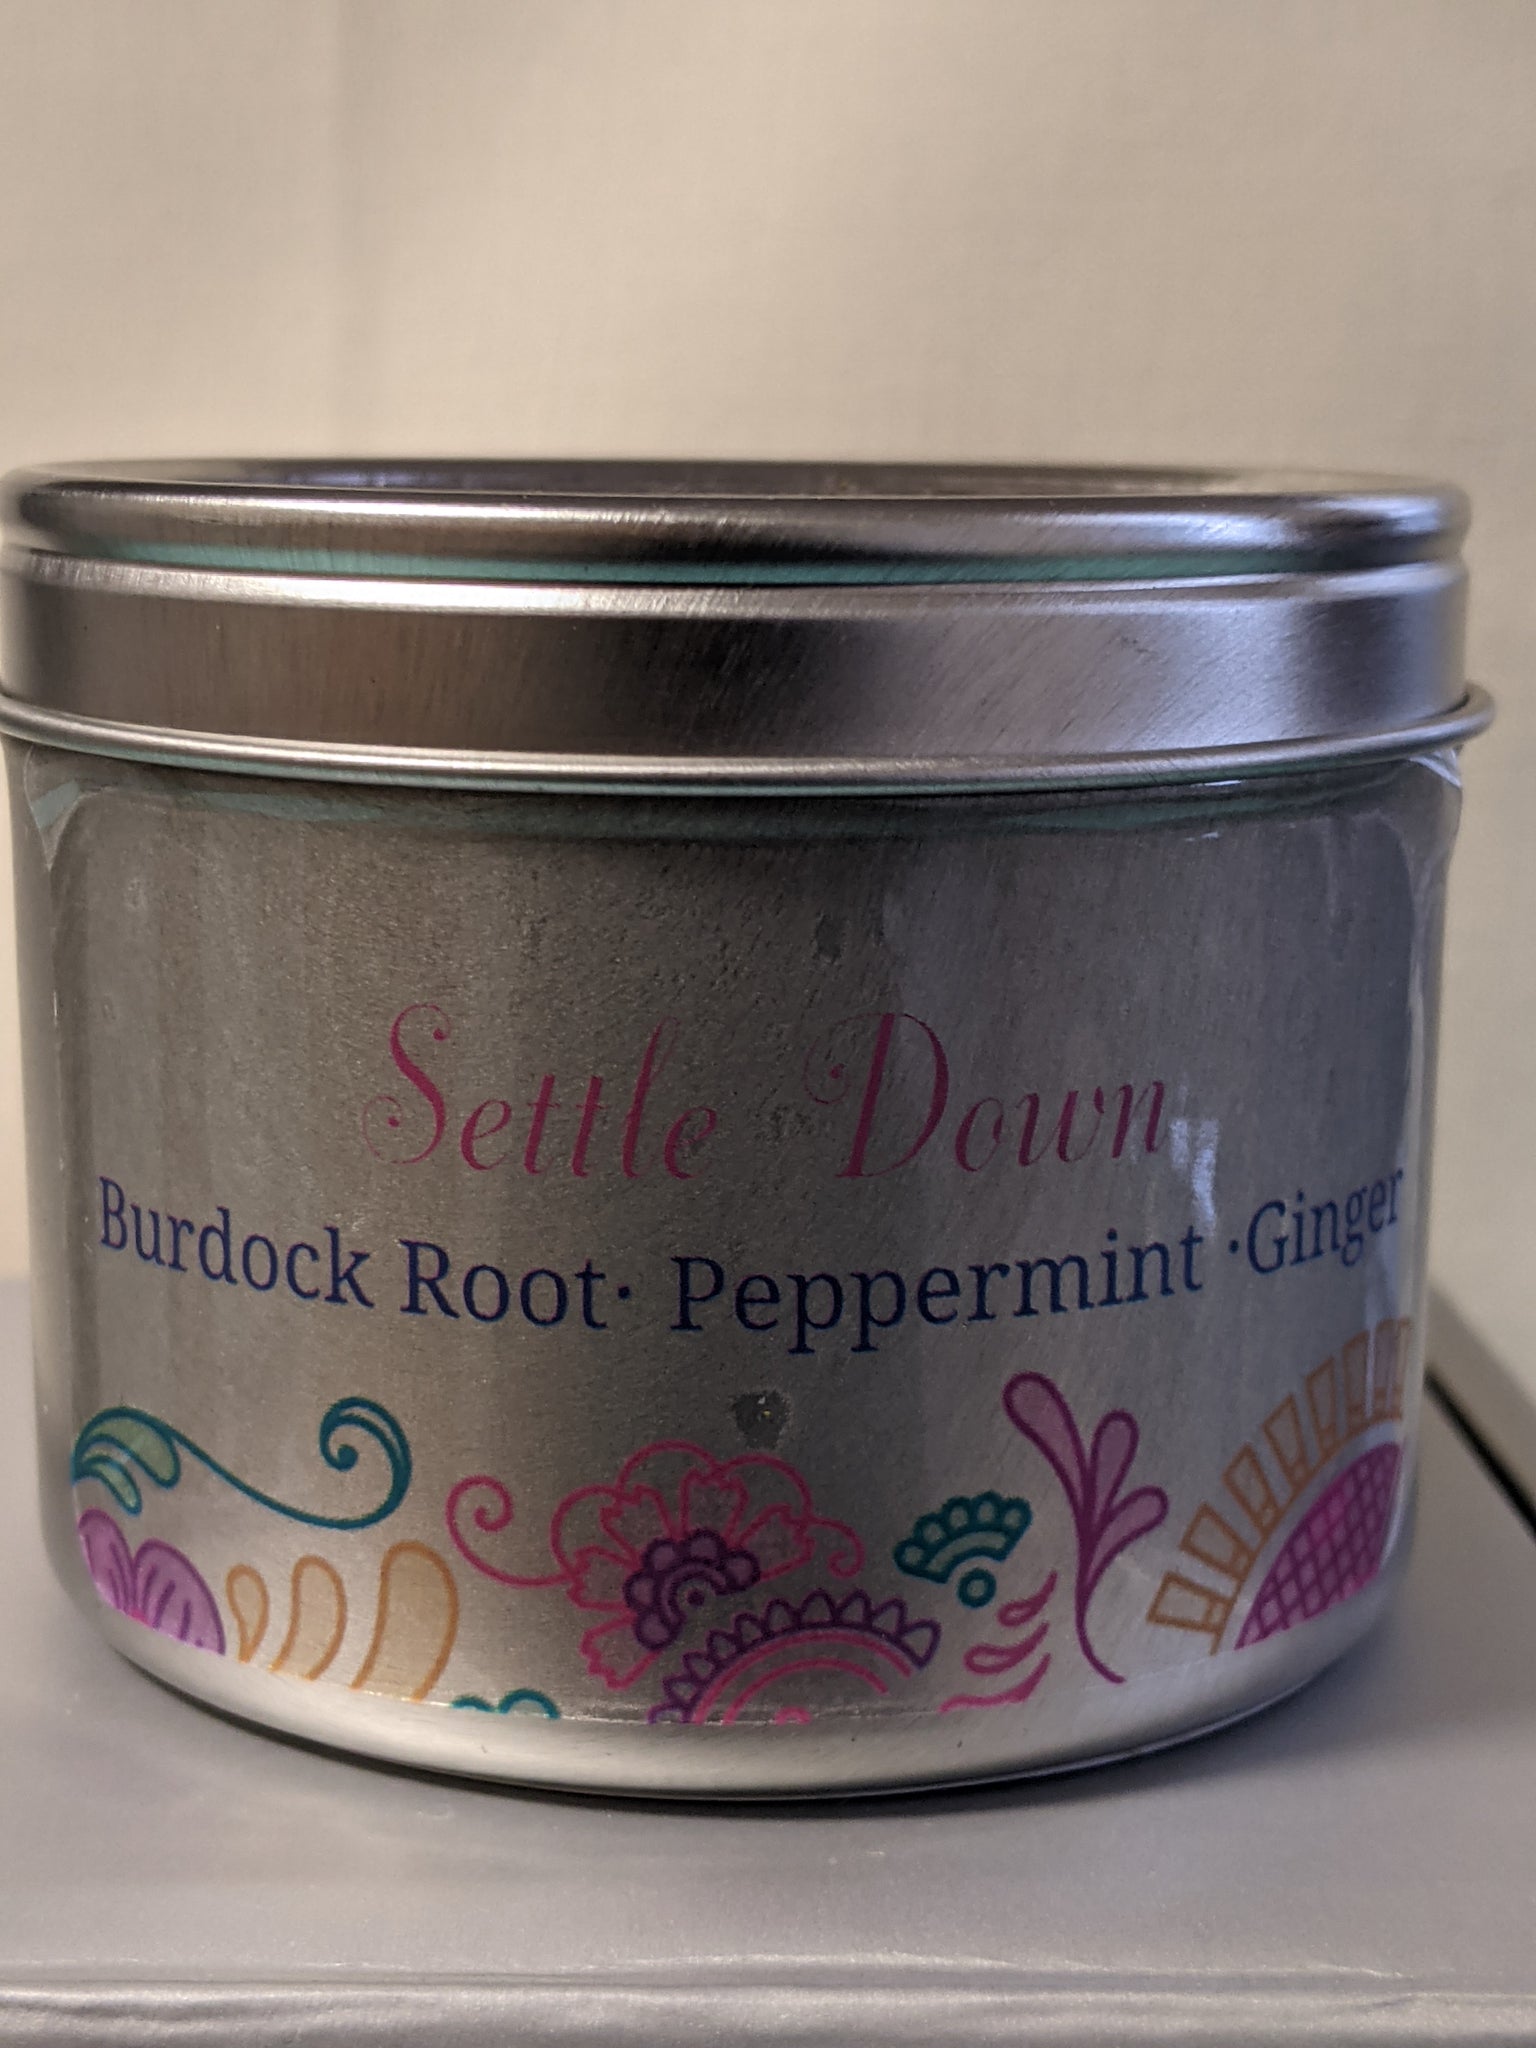 Settle Down
Burdock Root· Peppermint ·Ginger